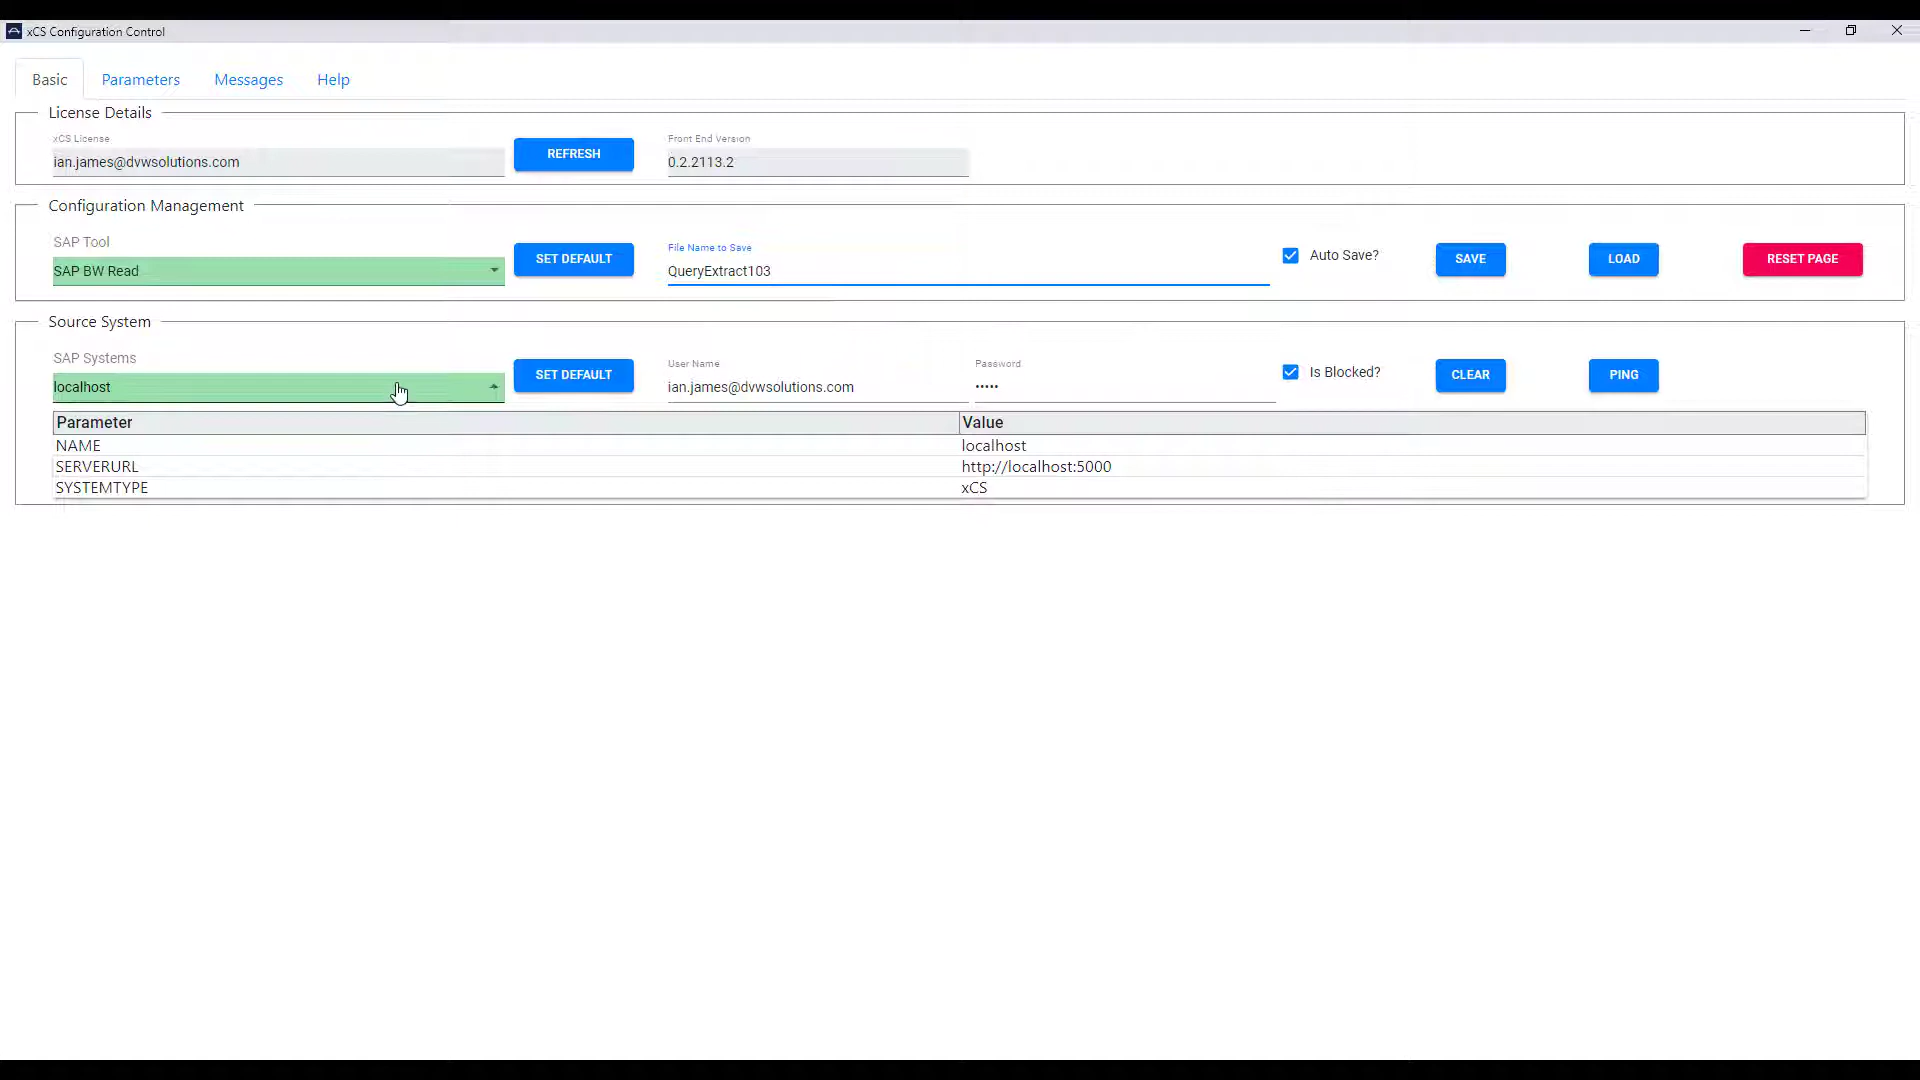 xCS Configuration Control
Basic Parameters Messages Help
License Details
xCS License
ian.james@dvwsolutions.com
REFRESH
Front End Version
0.2.2113.2
Configuration Management
SAP Tool
SAP BW Read
SET DEFAULT
File Name to Save
QueryExtract103
Auto Save?
SAVE
LOAD
RESET PAGE
Source System
SAP Systems
localhost
SET DEFAULT
User Name
ian.james@dvwsolutions.com
Password
•••••
Is Blocked?
CLEAR
PING
Parameter Value
NAME localhost
SERVERURL http://localhost:5000
SYSTEMTYPE xCS